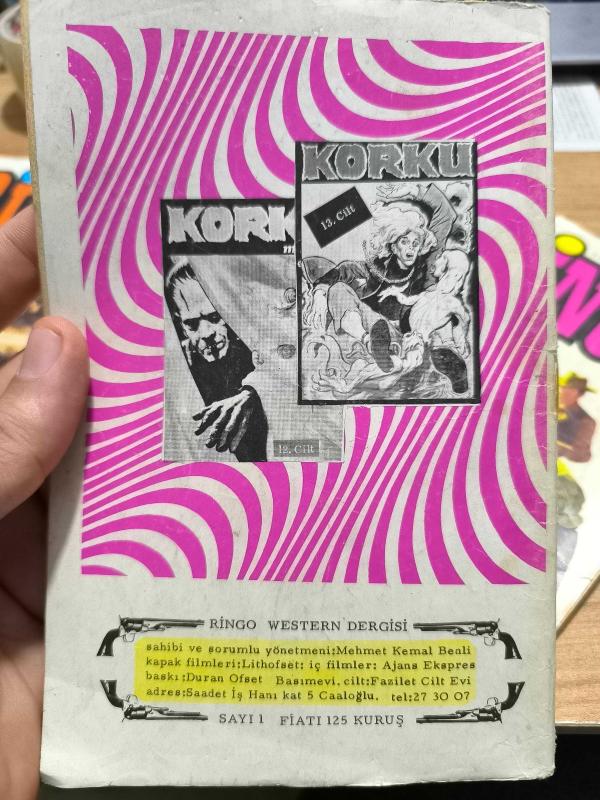 KORKU
13. Cilt
KORK
12. Cilt
RİNGO WESTERN DERGİSİ
sahibi ve sorumlu yönetmeni:Mehmet Kemal Benli
kapak filmleri:Lithofset: iç filmler: Ajans Ekspres
baskı :Duran Ofset Basımevi. cilt:Fazilet Cilt Evi
adres:Saadet İş Hanı kat 5 Caaloğlu. tel:27 30 07
SAYI 1 FİATI 125 KURUŞ